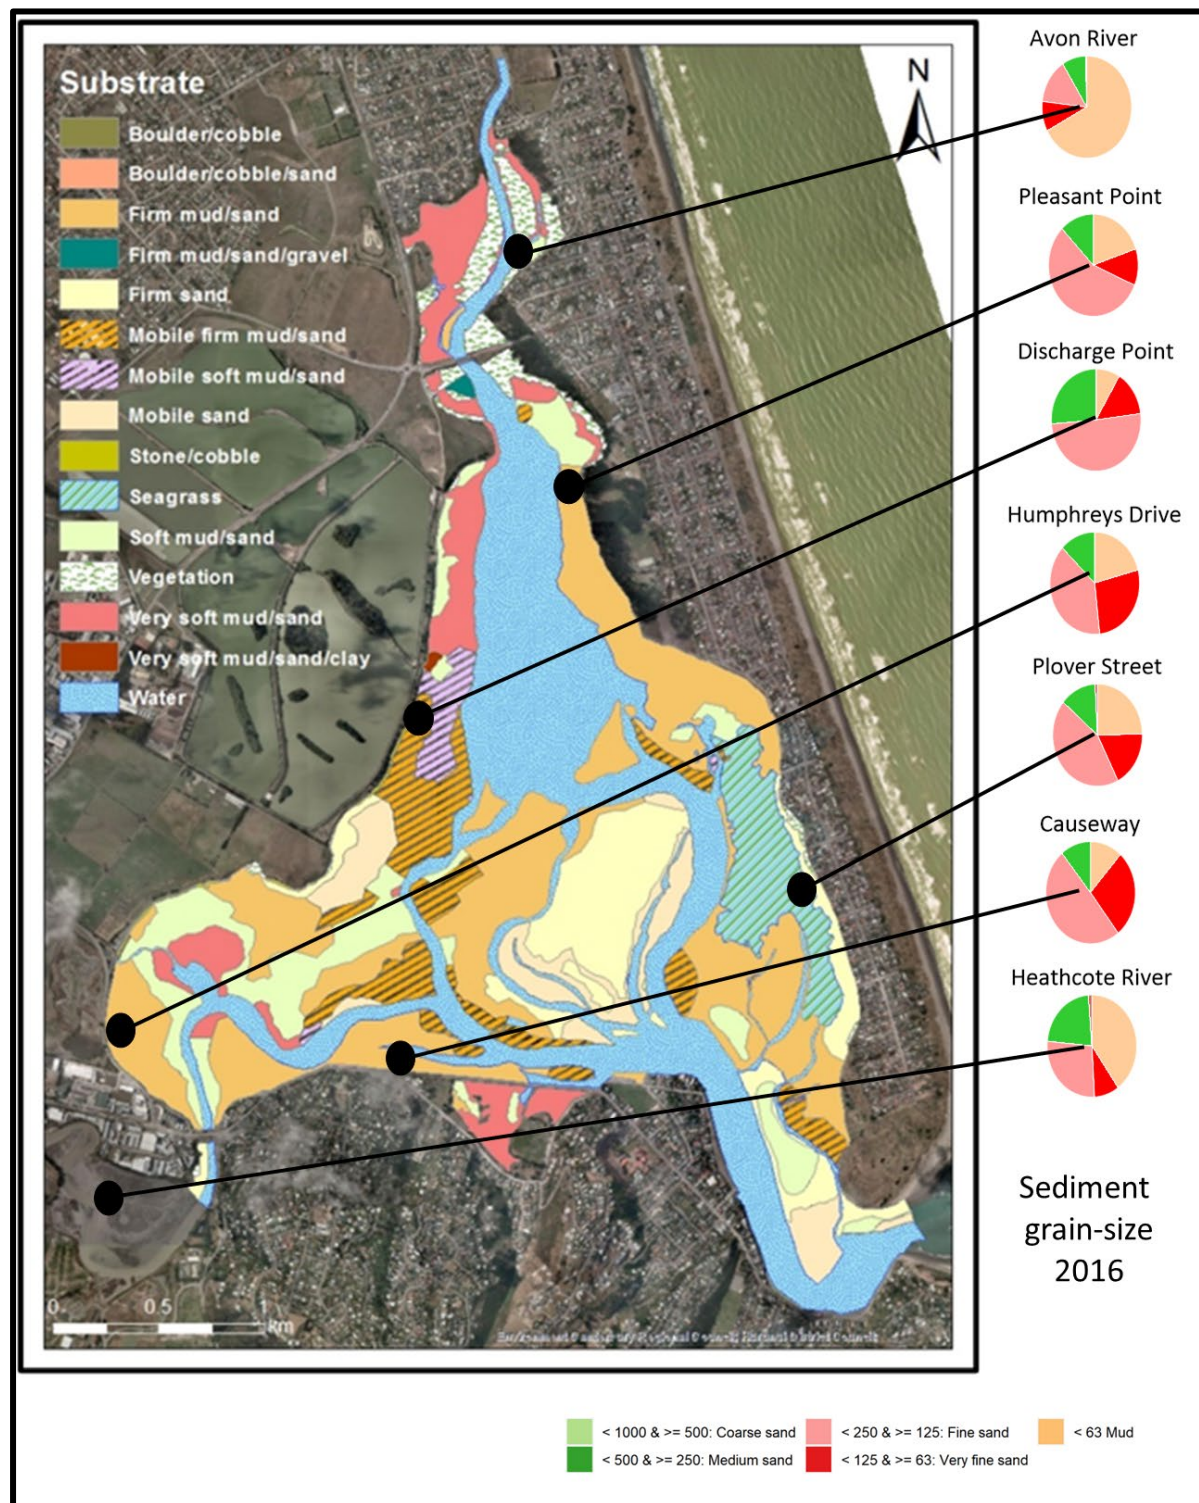 Substrate
Boulder/cobble
Boulder/cobble/sand
Firm mud/sand
Firm mud/sand/gravel
Firm sand
Mobile firm mud/sand
Mobile soft mud/sand
Mobile sand
Stone/cobble
Seagrass
Soft mud/sand
Vegetation
Very soft mud/sand
Very soft mud/sand/clay
Water
N
0 0.5 1
km
Avon River
Pleasant Point
Discharge Point
Humphreys Drive
Plover Street
Causeway
Heathcote River
Sediment
grain-size
2016
< 1000 & >= 500: Coarse sand
< 500 & >= 250: Medium sand
< 250 & >= 125: Fine sand
< 125 & >= 63: Very fine sand
< 63 Mud